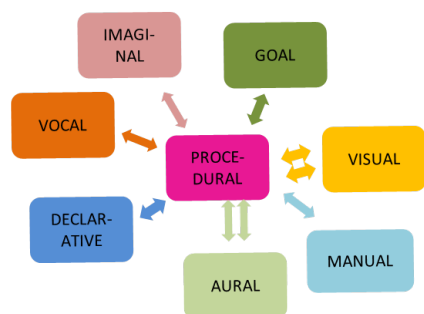 IMAGI-
NAL
GOAL
VOCAL
PROCE-
DURAL
VISUAL
DECLAR-
ATIVE
MANUAL
AURAL